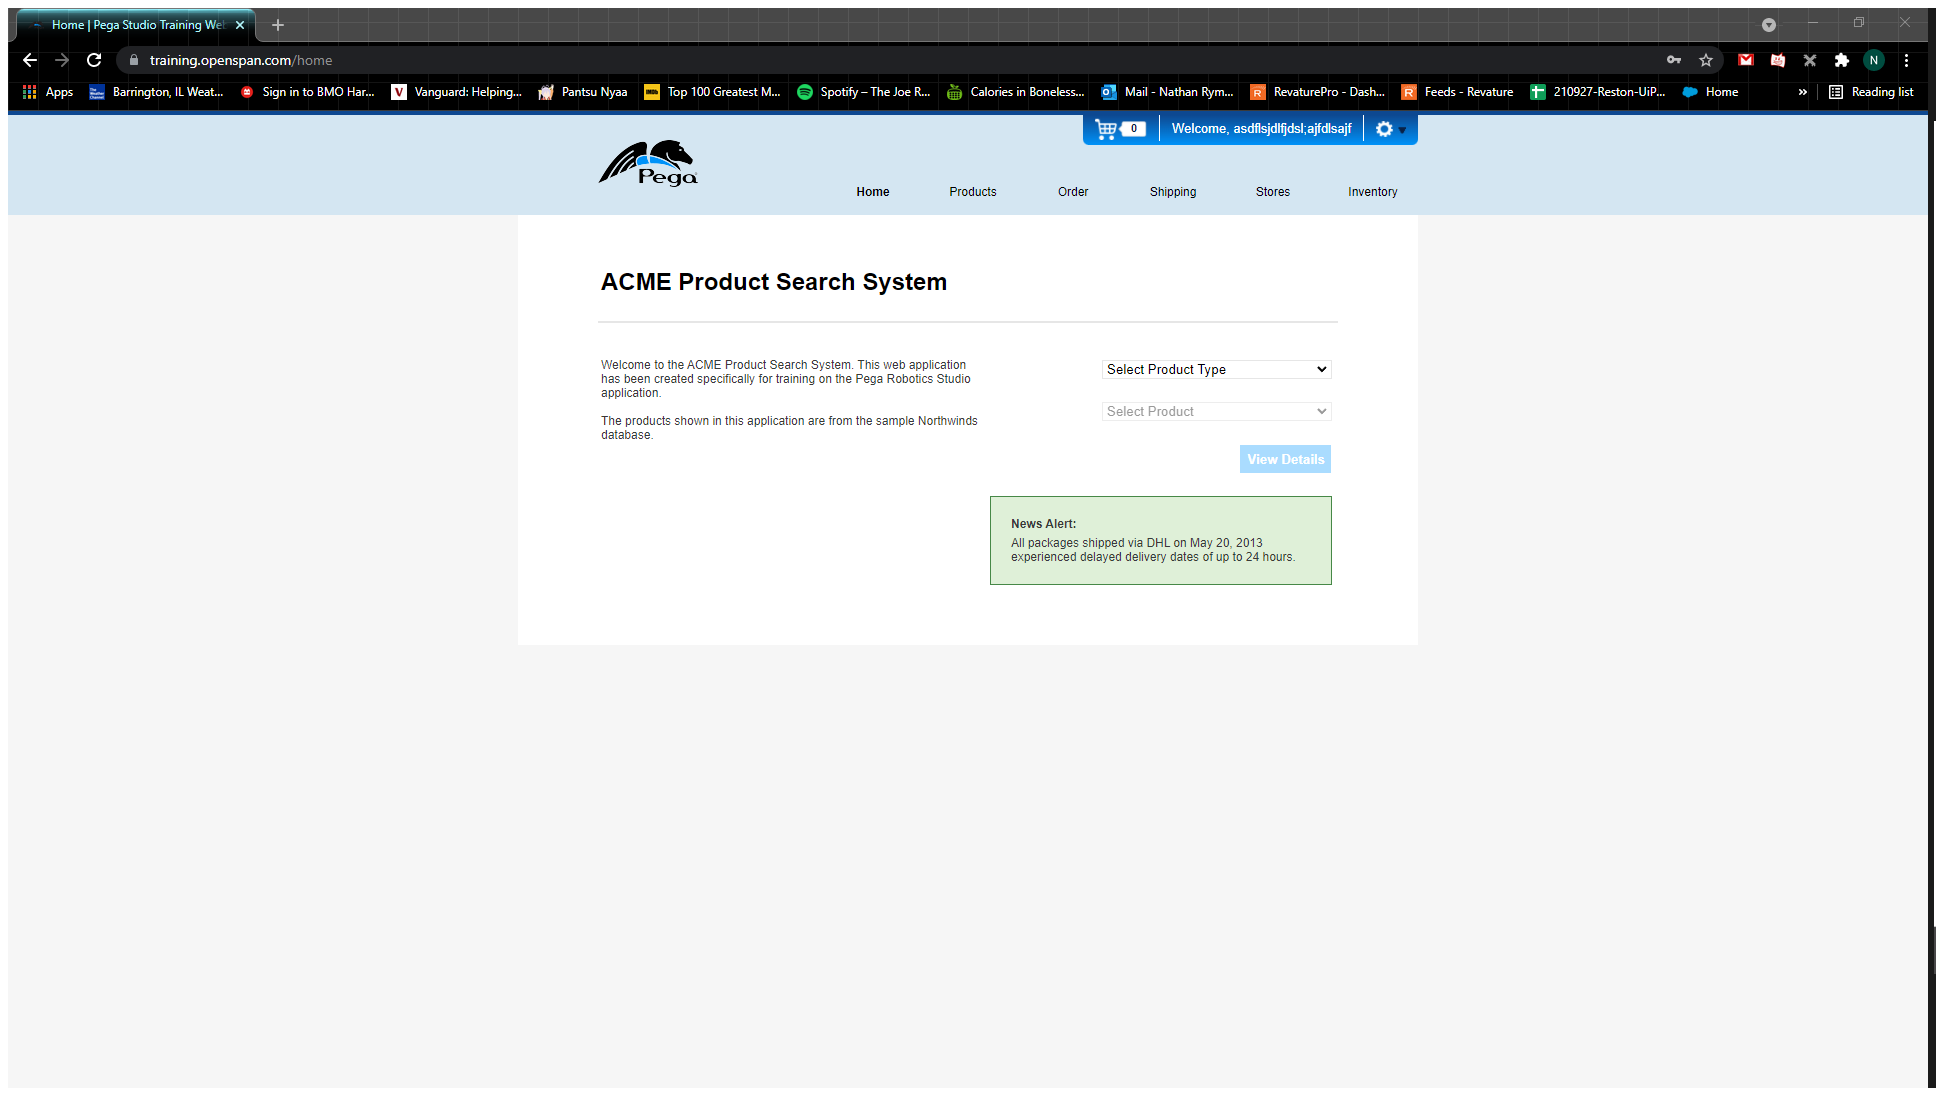 Home | Pega Studio Training Web
training.openspan.com/home
Apps
Barrington, IL Weat...
Sign in to BMO Har...
Vanguard: Helping...
Pantsu Nyaa
Top 100 Greatest M...
Spotify – The Joe R...
Calories in Boneless...
Mail - Nathan Rym...
RevaturePro - Dash...
Feeds - Revature
210927-Reston-UiP...
Home
»
Reading list
N
0
Welcome, asdflsjdlfjdsl;ajfdlsajf
Pega
Home
Products
Order
Shipping
Stores
Inventory
ACME Product Search System
Welcome to the ACME Product Search System. This web application
has been created specifically for training on the Pega Robotics Studio
application.
The products shown in this application are from the sample Northwinds
database.
Select Product Type
Select Product
View Details
News Alert:
All packages shipped via DHL on May 20, 2013
experienced delayed delivery dates of up to 24 hours.